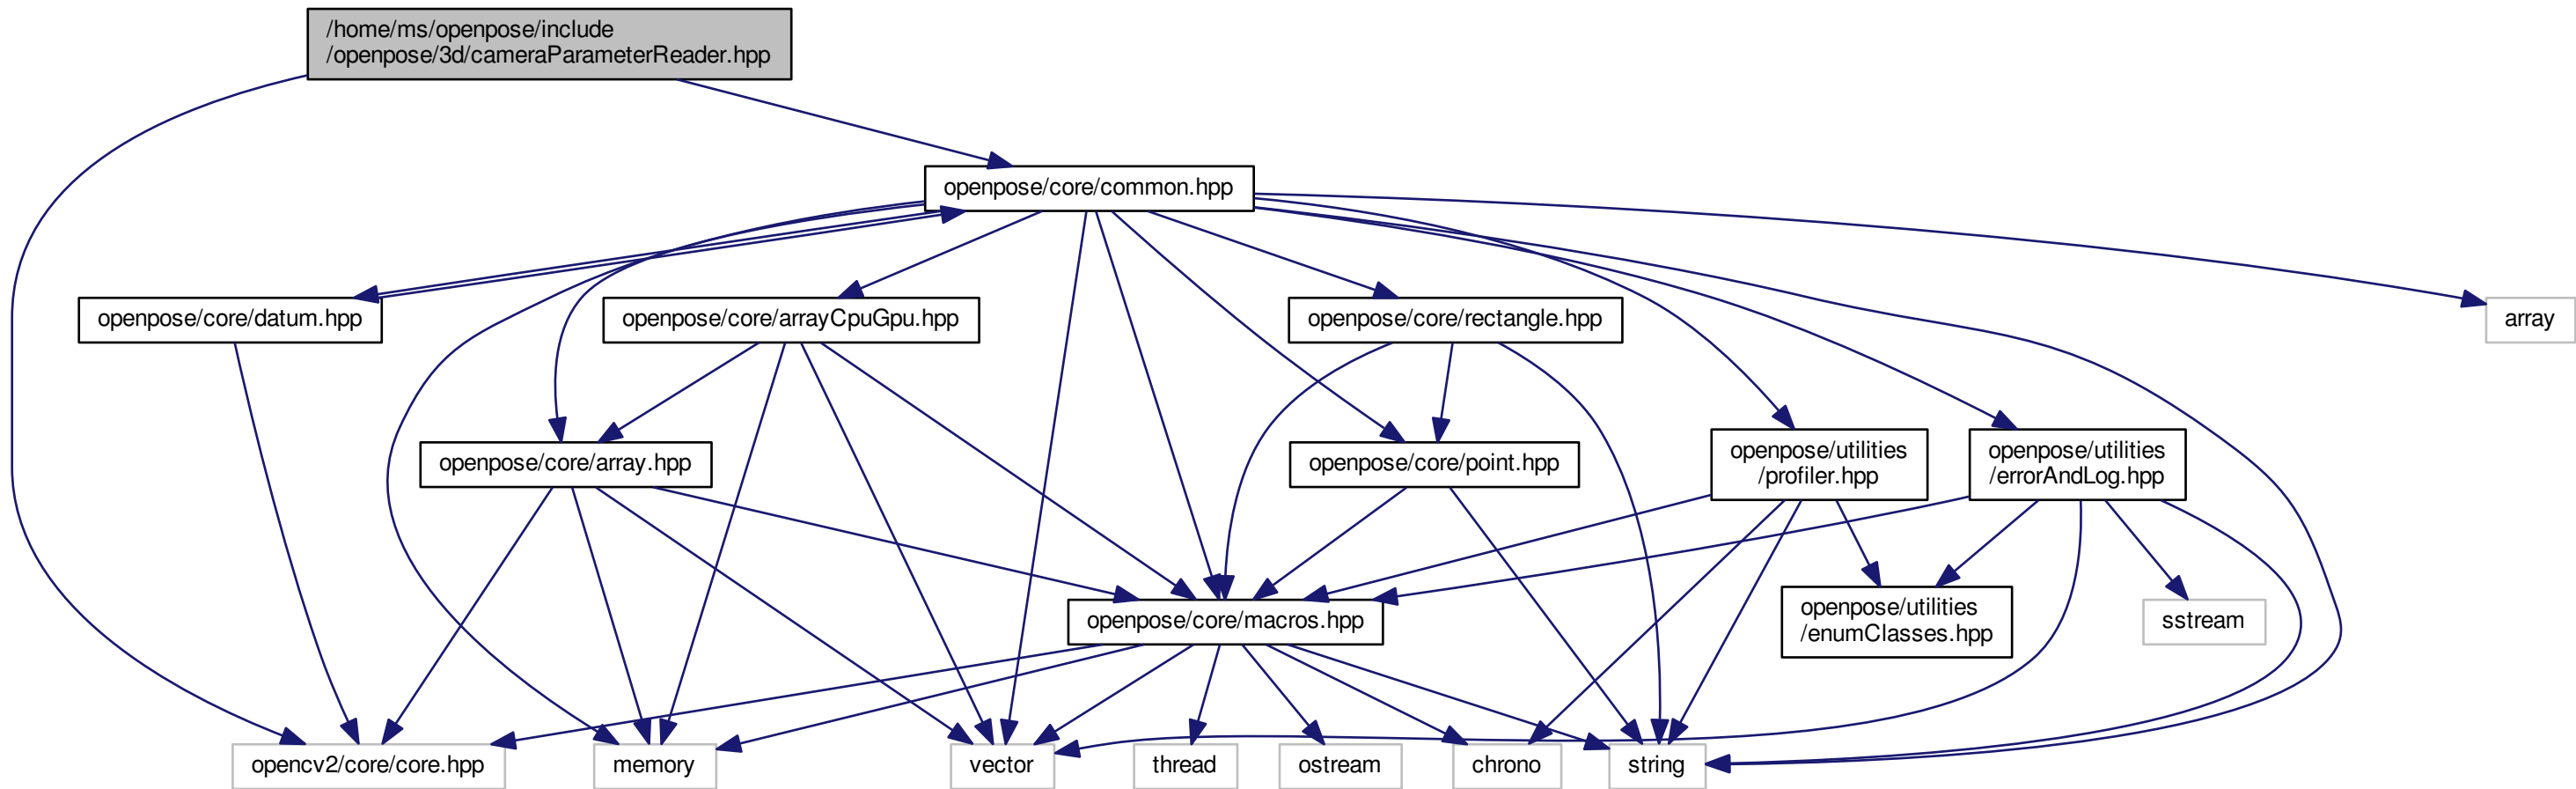 /home/ms/openpose/include
/openpose/3d/cameraParameterReader.hpp
openpose/core/common.hpp
openpose/core/datum.hpp
openpose/core/arrayCpuGpu.hpp
openpose/core/rectangle.hpp
array
openpose/core/array.hpp
openpose/core/point.hpp
openpose/utilities
/profiler.hpp
openpose/utilities
/errorAndLog.hpp
openpose/core/macros.hpp
openpose/utilities
/enumClasses.hpp
sstream
opencv2/core/core.hpp
memory
vector
thread
ostream
chrono
string